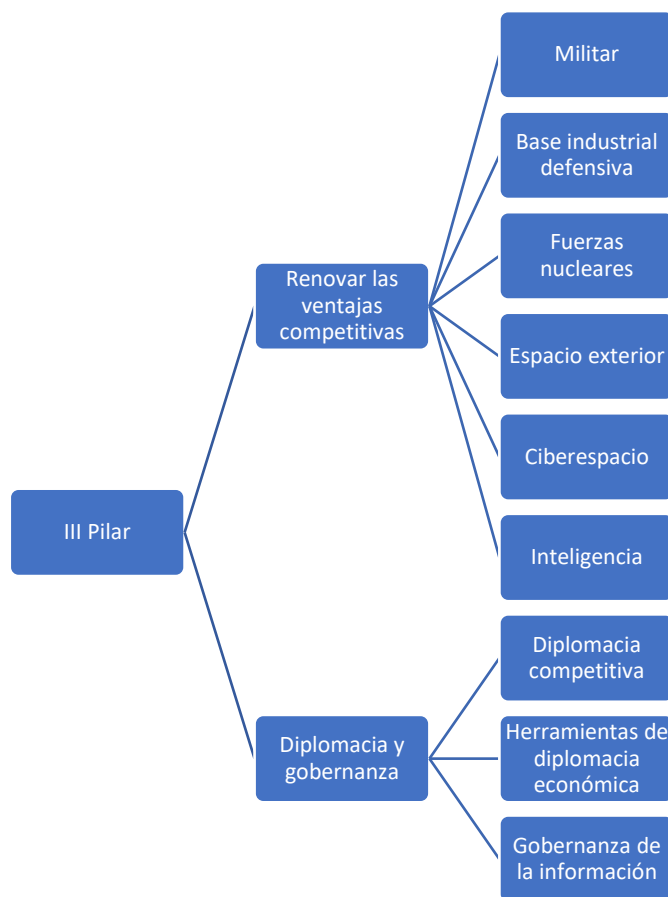 III Pilar
Renovar las
ventajas
competitivas
Militar
Base industrial
defensiva
Fuerzas
nucleares
Espacio exterior
Ciberespacio
Inteligencia
Diplomacia y
gobernanza
Diplomacia
competitiva
Herramientas de
diplomacia
económica
Gobernanza de
la información